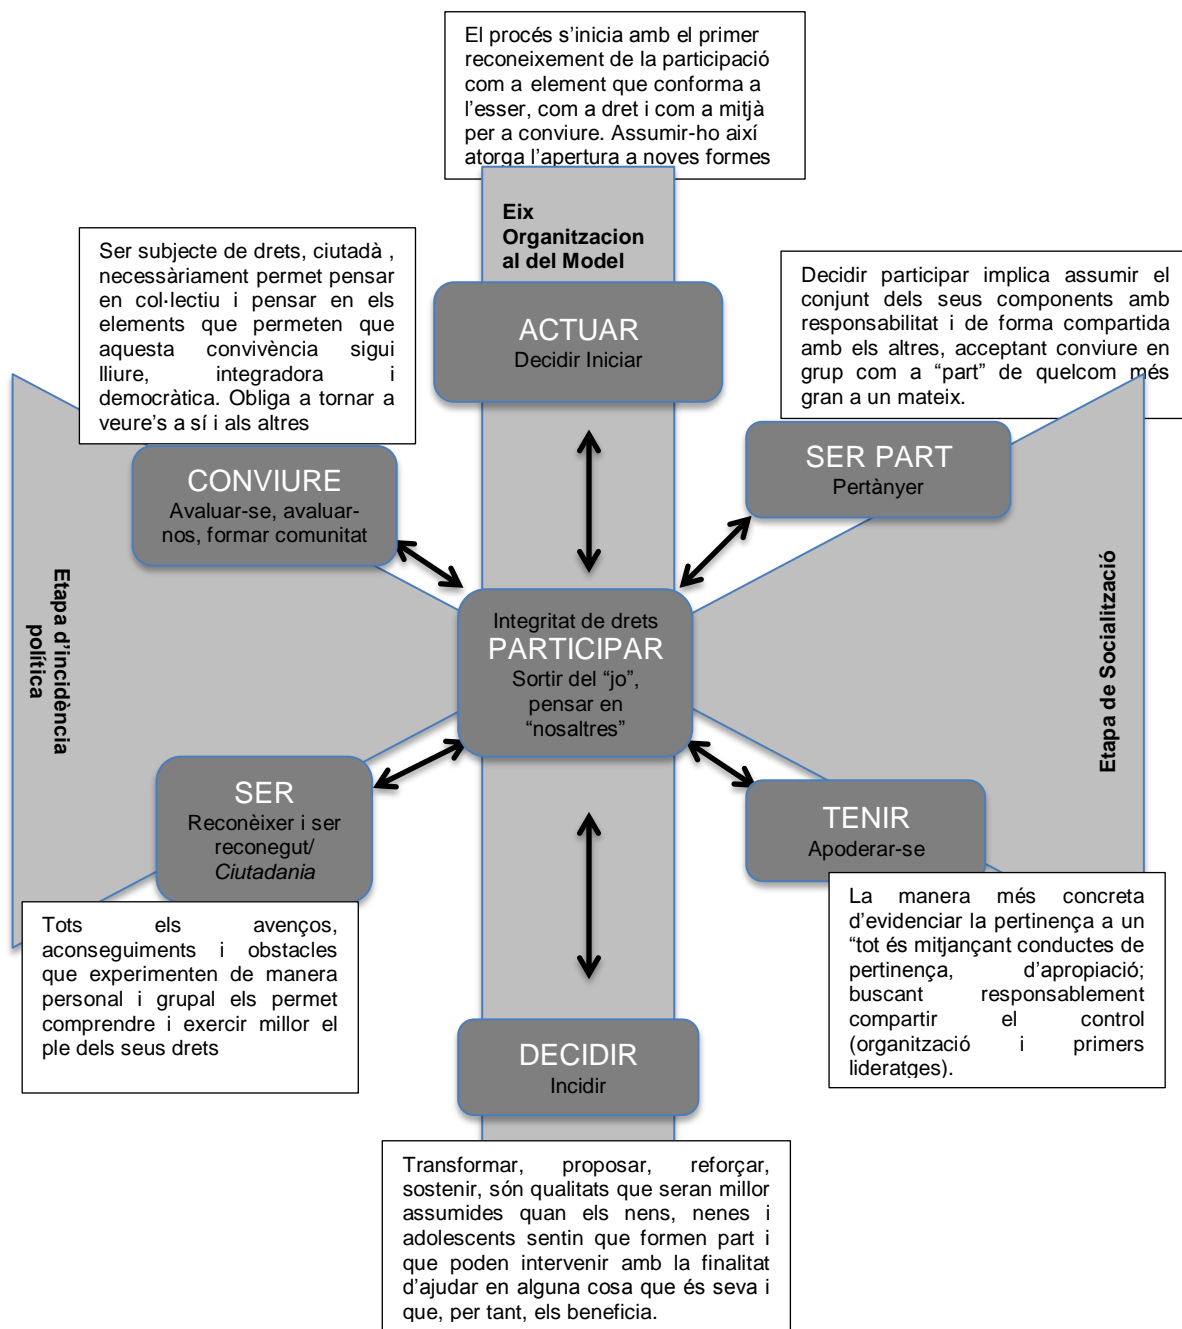 El procés s’inicia amb el primer
reconeixement de la participació
com a element que conforma a
l’esser, com a dret i com a mitjà
per a conviure. Assumir-ho així
atorga l’apertura a noves formes
Eix
Organitzacion
al del Model
ACTUAR
Decidir Iniciar
Ser subjecte de drets, ciutadà ,
necessàriament permet pensar
en col·lectiu i pensar en els
elements que permeten que
aquesta convivència sigui
lliure, integradora i
democràtica. Obliga a tornar a
veure’s a sí i als altres
Decidir participar implica assumir el
conjunt dels seus components amb
responsabilitat i de forma compartida
amb els altres, acceptant conviure en
grup com a “part” de quelcom més
gran a un mateix.
CONVIURE
Avaluar-se, avaluar-
nos, formar comunitat
SER PART
Pertànyer
Etapa d’incidència
política
Integritat de drets
PARTICIPAR
Sortir del “jo”,
pensar en
“nosaltres”
Etapa de Socialització
SER
Reconèixer i ser
reconegut/
Ciutadania
TENIR
Apoderar-se
Tots els avenços,
aconseguiments i obstacles
que experimenten de manera
personal i grupal els permet
comprendre i exercir millor el
ple dels seus drets
La manera més concreta
d’evidenciar la pertinença a un
“tot és mitjançant conductes de
pertinença, d’apropiació;
buscant responsablement
compartir el control
(organització i primers
lideratges).
DECIDIR
Incidir
Transformar, proposar, reforçar,
sostenir, són qualitats que seran millor
assumides quan els nens, nenes i
adolescents sentin que formen part i
que poden intervenir amb la finalitat
d’ajudar en alguna cosa que és seva i
que, per tant, els beneficia.